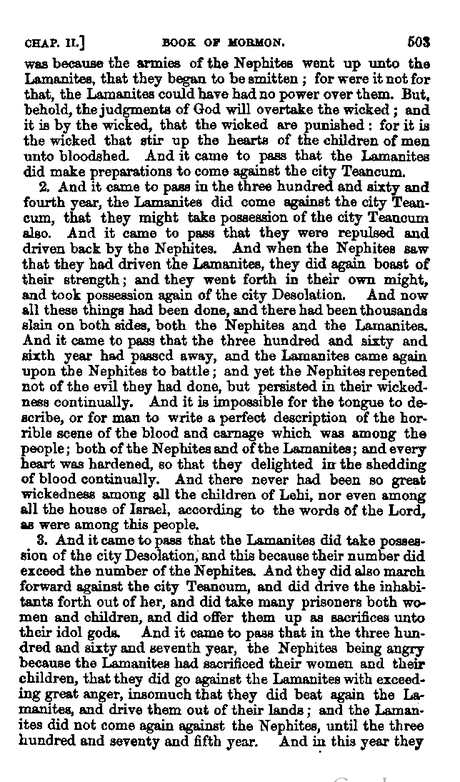 CHAP. II.] BOOK OF MORMON. 503
was because the armies of the Nephites went up unto the
Lamanites, that they began to be smitten ; for were it not for
that, the Lamanites could have had no power over them. But,
behold, the judgments of God will overtake the wicked ; and
it is by the wicked, that the wicked are punished : for it is
the wicked that stir up the hearts of the children of men
unto bloodshed. And it came to pass that the Lamanites
did make preparations to come against the city Teancum.
2. And it came to pass in the three hundred and sixty and
fourth year, the Lamanites did come against the city Tean-
cum, that they might take possession of the city Teancum
also. And it came to pass that they were repulsed and
driven back by the Nephites. And when the Nephites saw
that they had driven the Lamanites, they did again boast of
their strength ; and they went forth in their own might,
and took possession again of the city Desolation. And now
all these things had been done, and there had been thousands
slain on both sides, both the Nephites and the Lamanites.
And it came to pass that the three hundred and sixty and
sixth year had passed away, and the Lamanites came again
upon the Nephites to battle ; and yet the Nephites repented
not of the evil they had done, but persisted in their wicked-
ness continually. And it is impossible for the tongue to de-
scribe, or for man to write a perfect description of the hor-
rible scene of the blood and carnage which was among the
people ; both of the Nephites and of the Lamanites ; and every
heart was hardened, so that they delighted in the shedding
of blood continually. And there never had been so great
wickedness among all the children of Lehi, nor even among
all the house of Israel, according to the words of the Lord,
as were among this people.
3. And it came to pass that the Lamanites did take posses-
sion of the city Desolation, and this because their number did
exceed the number of the Nephites. And they did also march
forward against the city Teancum, and did drive the inhabi-
tants forth out of her, and did take many prisoners both wo-
men and children, and did offer them up as sacrifices unto
their idol gods. And it came to pass that in the three hun-
dred and sixty and seventh year, the Nephites being angry
because the Lamanites had sacrificed their women and their
children, that they did go against the Lamanites with exceed-
ing great anger, insomuch that they did beat again the La-
manites, and drive them out of their lands ; and the Laman-
ites did not come again against the Nephites, until the three
hundred and seventy and fifth year. And in this year they